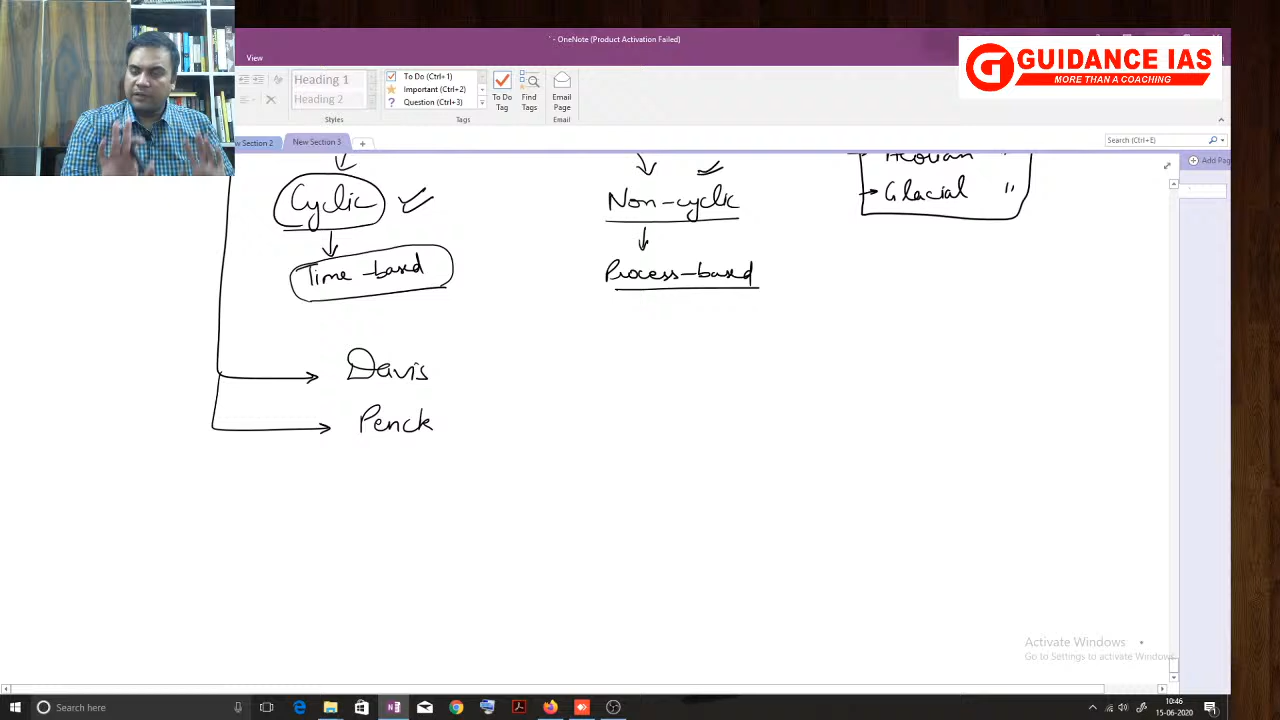 ' - OneNote (Product Activation Failed)
GUIDANCE IAS
MORE THAN A COACHING
View
Heading 1
Heading 2
To Do (Ctrl+1)
Important (Ctrl+2)
Question (Ctrl+3)
To Do Tag
Find Tags
Email Page
Styles
Tags
Email
Section 2
New Section 3
Search (Ctrl+E)
Add Pag
Cyclic
Non-cyclic
Glacial "
Time-based
Process-based
Davis
Penck
Activate Windows
Go to Settings to activate Windows.
Search here
10:46
15-06-2020